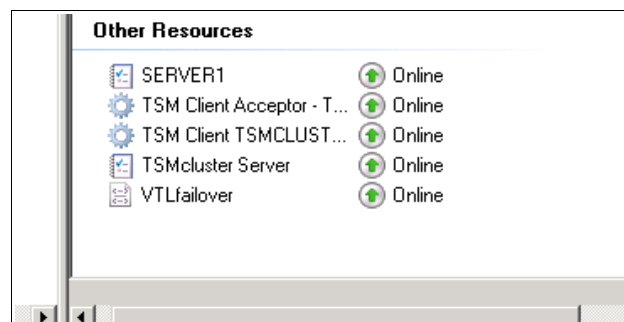 Other Resources
SERVER1 Online
TSM Client Acceptor - T... Online
TSM Client TSMCLUST... Online
TSMcluster Server Online
VTLfailover Online